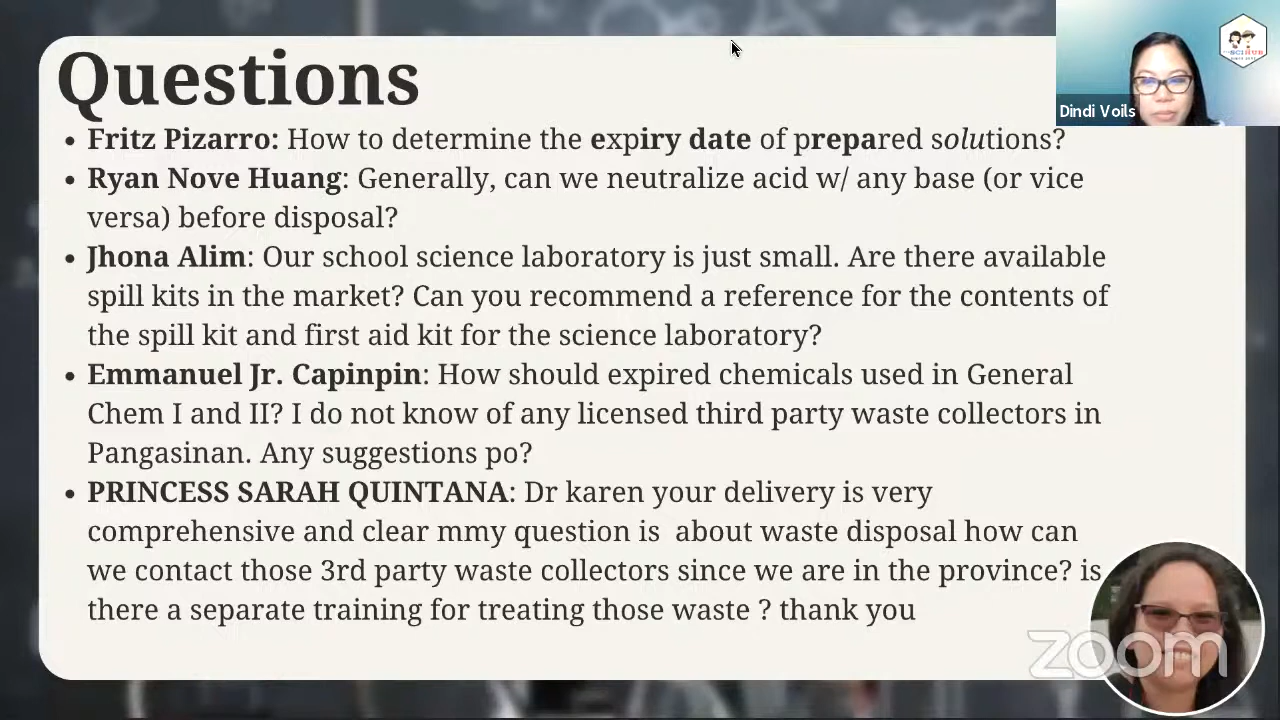 Questions
• Fritz Pizarro: How to determine the expiry date of prepared solutions?
• Ryan Nove Huang: Generally, can we neutralize acid w/ any base (or vice
versa) before disposal?
• Jhona Alim: Our school science laboratory is just small. Are there available
spill kits in the market? Can you recommend a reference for the contents of
the spill kit and first aid kit for the science laboratory?
• Emmanuel Jr. Capinpin: How should expired chemicals used in General
Chem I and II? I do not know of any licensed third party waste collectors in
Pangasinan. Any suggestions po?
• PRINCESS SARAH QUINTANA: Dr karen your delivery is very
comprehensive and clear mmy question is  about waste disposal how can
we contact those 3rd party waste collectors since we are in the province? is
there a separate training for treating those waste ? thank you
Dindi Voils
SCIHUB
zoom